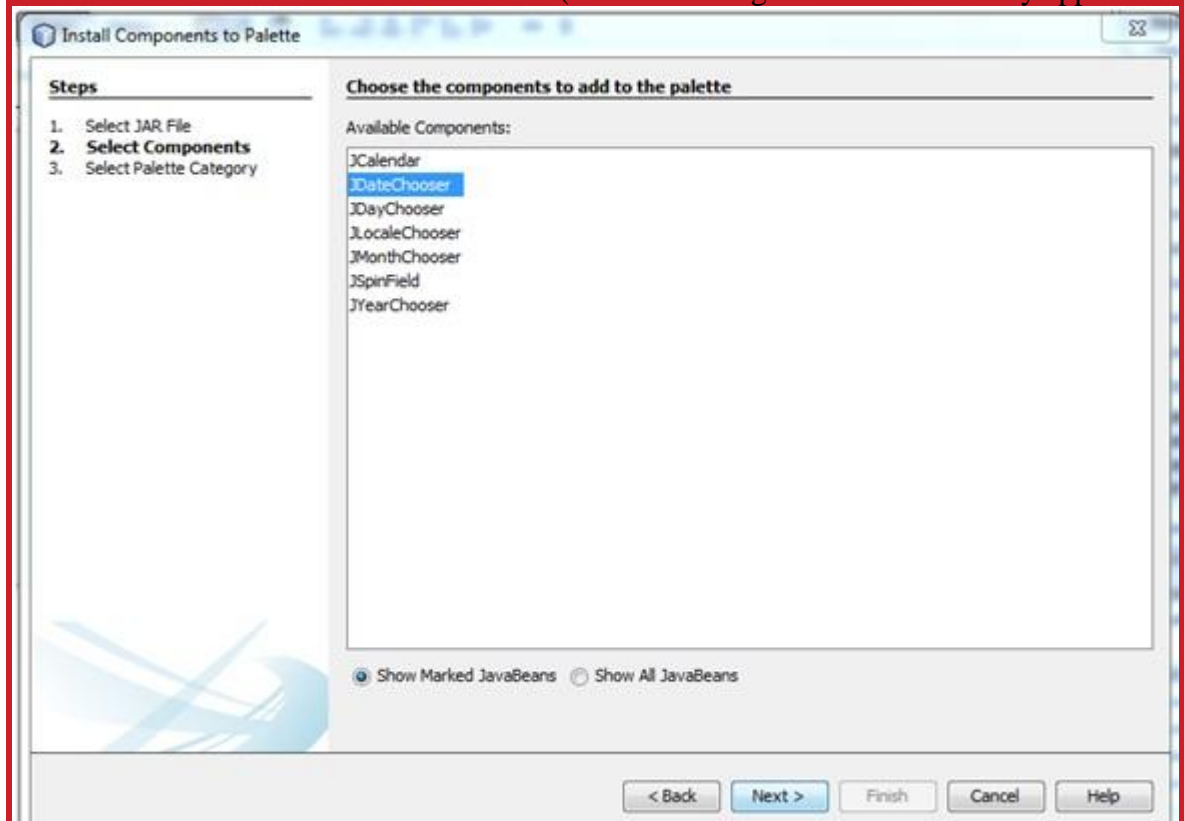 Install Components to Palette
Steps
1. Select JAR File
2. Select Components
3. Select Palette Category
Choose the components to add to the palette
Available Components:
JCalendar
JDateChooser
JDayChooser
JLocaleChooser
JMonthChooser
JSpinField
JYearChooser
Show Marked JavaBeans Show All JavaBeans
< Back Next > Finish Cancel Help